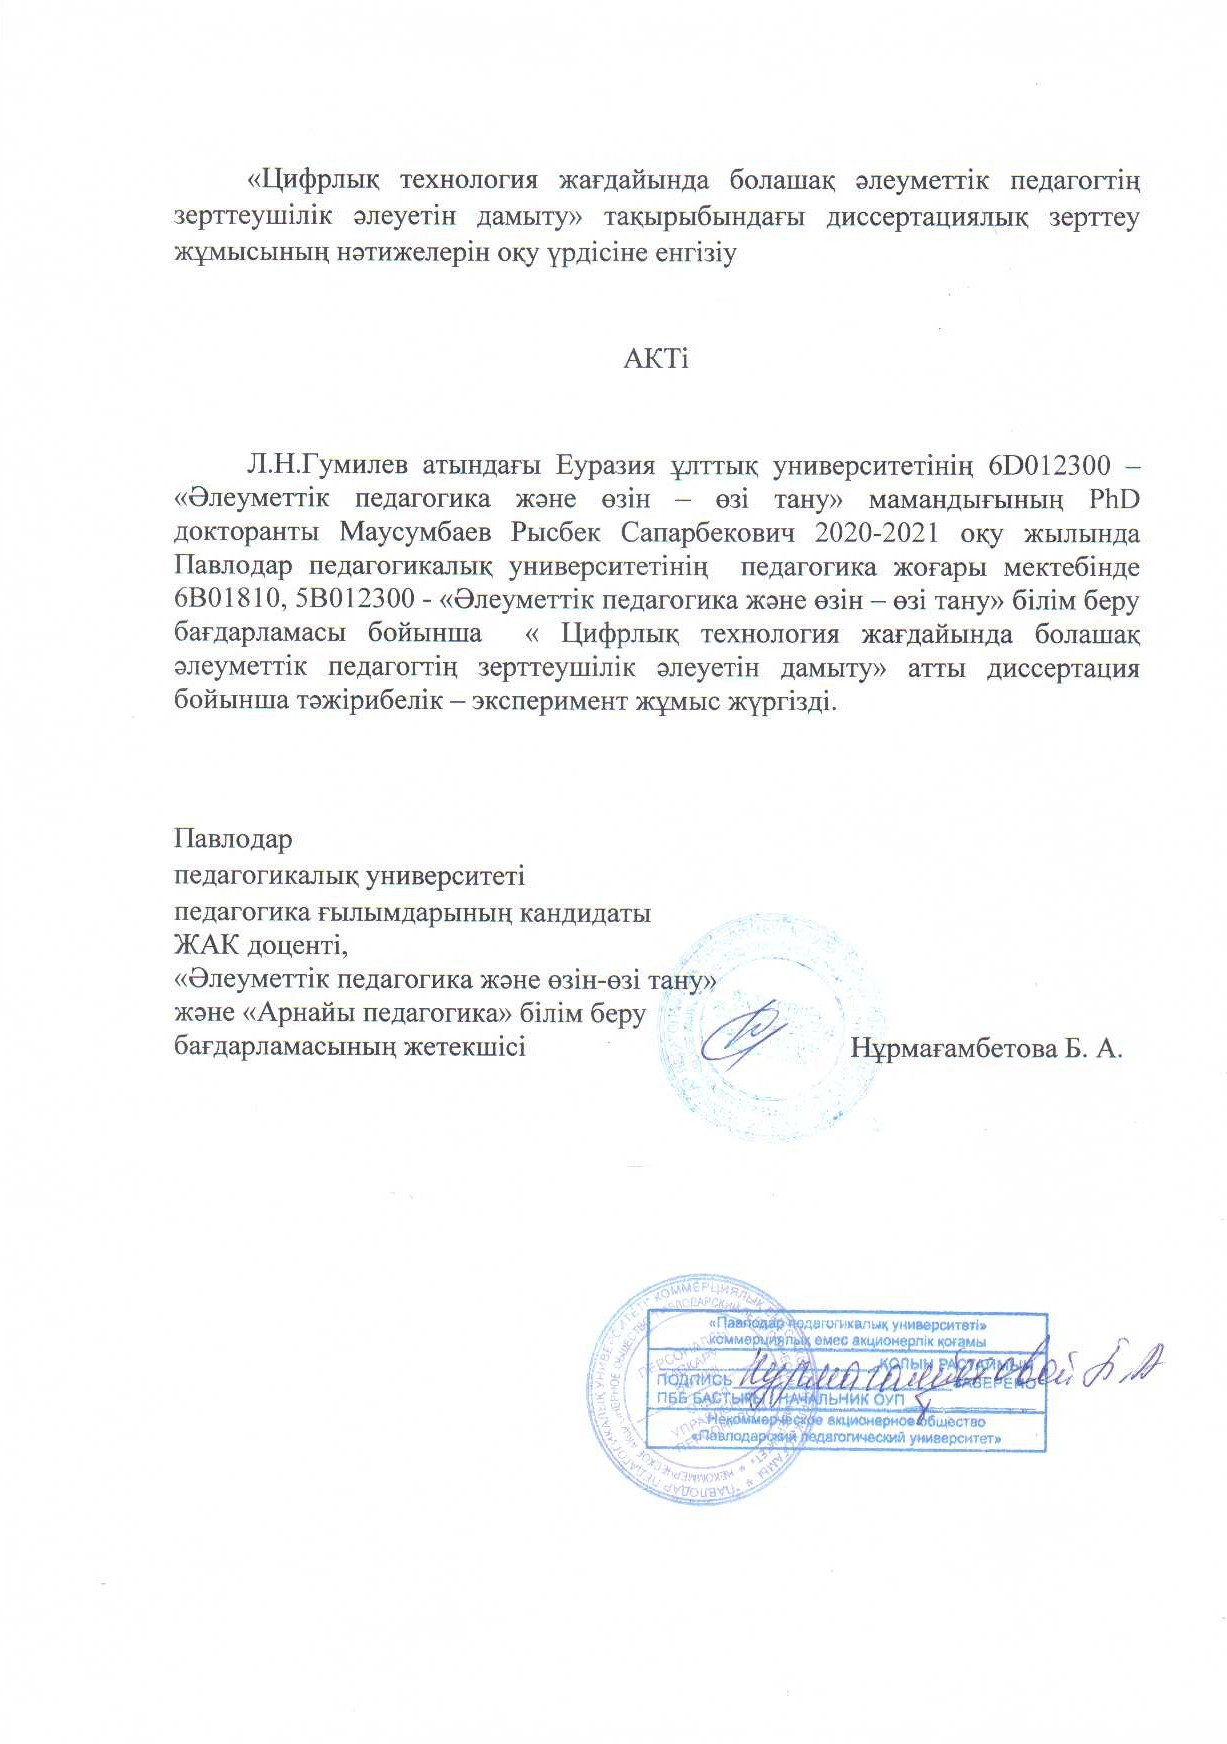 «Цифрлық технология жағдайында болашақ әлеуметтік педагогтің
зерттеушілік әлеуетін дамыту» тақырыбындағы диссертациялық зерттеу
жұмысының нәтижелерін оқу үрдісіне енгізіу
АКТі
Л.Н.Гумилев атындағы Еуразия ұлттық университетінің 6D012300 –
«Әлеуметтік педагогика және өзін – өзі тану» мамандығының PhD
докторанты Маусумбаев Рысбек Сапарбекович 2020-2021 оқу жылында
Павлодар педагогикалық университетінің педагогика жоғары мектебінде
6В01810, 5В012300 - «Әлеуметтік педагогика және өзін – өзі тану» білім беру
бағдарламасы бойынша « Цифрлық технология жағдайында болашақ
әлеуметтік педагогтің зерттеушілік әлеуетін дамыту» атты диссертация
бойынша тәжірибелік – эксперимент жұмыс жүргізді.
Павлодар
педагогикалық университеті
педагогика ғылымдарының кандидаты
ЖАК доценті,
«Әлеуметтік педагогика және өзін-өзі тану»
және «Арнайы педагогика» білім беру
бағдарламасының жетекшісі Нұрмағамбетова Б. А.
«Павлодар педагогикалық университеті»
коммерциялық емес акционерлік қоғамы
ҚОЛЫН РАСТАЙМЫН
ПОДПИСЬ Нурмагамбетовой Б А ЗАВЕРЕНО
ПББ БАСТЫҒЫ / НАЧАЛЬНИК ОУП
Некоммерческое акционерное общество
«Павлодарский педагогический университет»